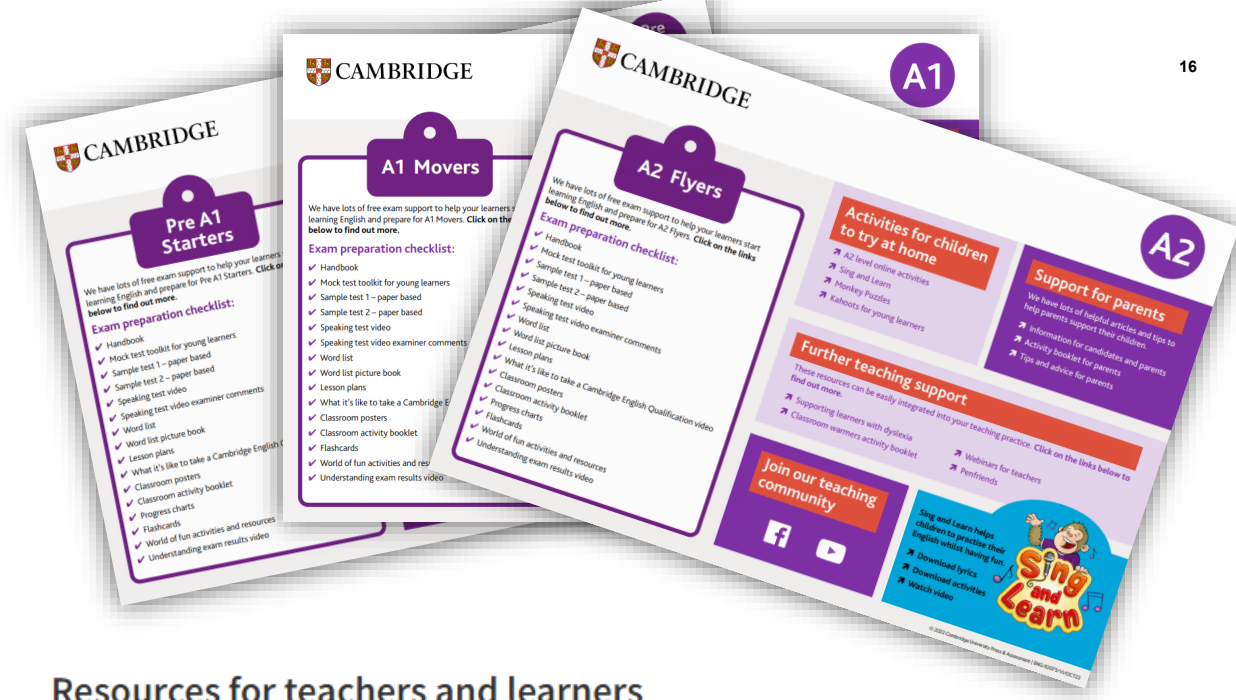 16
re
CAMBRIDGE
Pre A1
Starters
We have lots of free exam support to help your learners
learning English and prepare for Pre A1 Starters. Click o
below to find out more.
Exam preparation checklist:
✔ Handbook
✔ Mock test toolkit for young learners
✔ Sample test 1 – paper based
✔ Sample test 2 – paper based
✔ Speaking test video
✔ Speaking test video examiner comments
✔ Word list
✔ Word list picture book
✔ Lesson plans
✔ What it's like to take a Cambridge English
✔ Classroom posters
✔ Classroom activity booklet
✔ Progress charts
✔ Flashcards
✔ World of fun activities and resources
✔ Understanding exam results video
CAMBRIDGE
A1
A1 Movers
We have lots of free exam support to help your learners s
learning English and prepare for A1 Movers. Click on the
below to find out more.
Exam preparation checklist:
✔ Handbook
✔ Mock test toolkit for young learners
✔ Sample test 1 – paper based
✔ Sample test 2 – paper based
✔ Speaking test video
✔ Speaking test video examiner comments
✔ Word list
✔ Word list picture book
✔ Lesson plans
✔ What it's like to take a Cambridge E
✔ Classroom posters
✔ Classroom activity booklet
✔ Flashcards
✔ World of fun activities and res
✔ Understanding exam results video
CAMBRIDGE
A2
A2 Flyers
We have lots of free exam support to help your learners start
learning English and prepare for A2 Flyers. Click on the links
below to find out more.
Exam preparation checklist:
✔ Handbook
✔ Mock test toolkit for young learners
✔ Sample test 1 – paper based
✔ Sample test 2 – paper based
✔ Speaking test video
✔ Speaking test video examiner comments
✔ Word list
✔ Word list picture book
✔ Lesson plans
✔ What it's like to take a Cambridge English Qualification video
✔ Classroom posters
✔ Classroom activity booklet
✔ Progress charts
✔ Flashcards
✔ World of fun activities and resources
✔ Understanding exam results video
Activities for children
to try at home
A2 level online activities
Sing and Learn
Monkey Puzzles
Kahoots for young learners
Support for parents
We have lots of helpful articles and tips to
help parents support their children.
Information for candidates and parents
Activity booklet for parents
Tips and advice for parents
Further teaching support
These resources can be easily integrated into your teaching practice. Click on the links below to
find out more.
Supporting learners with dyslexia
Classroom warmers activity booklet
Webinars for teachers
Penfriends
Join our teaching
community
Sing and Learn helps
children to practise their
English whilst having fun.
Download lyrics
Download activities
Watch video
Sing
and
Learn
Resources for teachers and learners